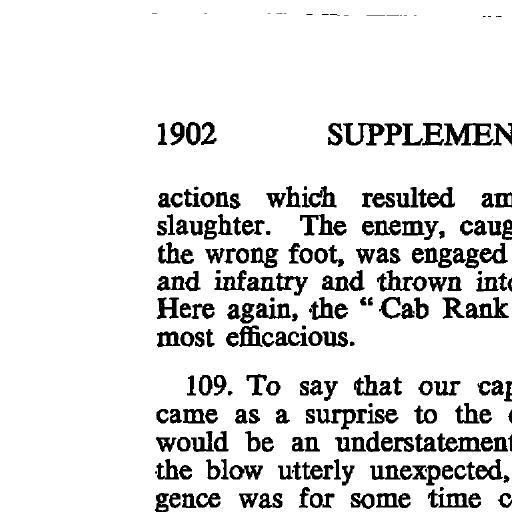 1902 SUPPLEMEN
actions which resulted am
slaughter. The enemy, caug
the wrong foot, was engaged
and infantry and thrown into
Here again, the “ Cab Rank
most efficacious.
109. To say that our cap
came as a surprise to the
would be an understatement
the blow utterly unexpected,
gence was for some time c